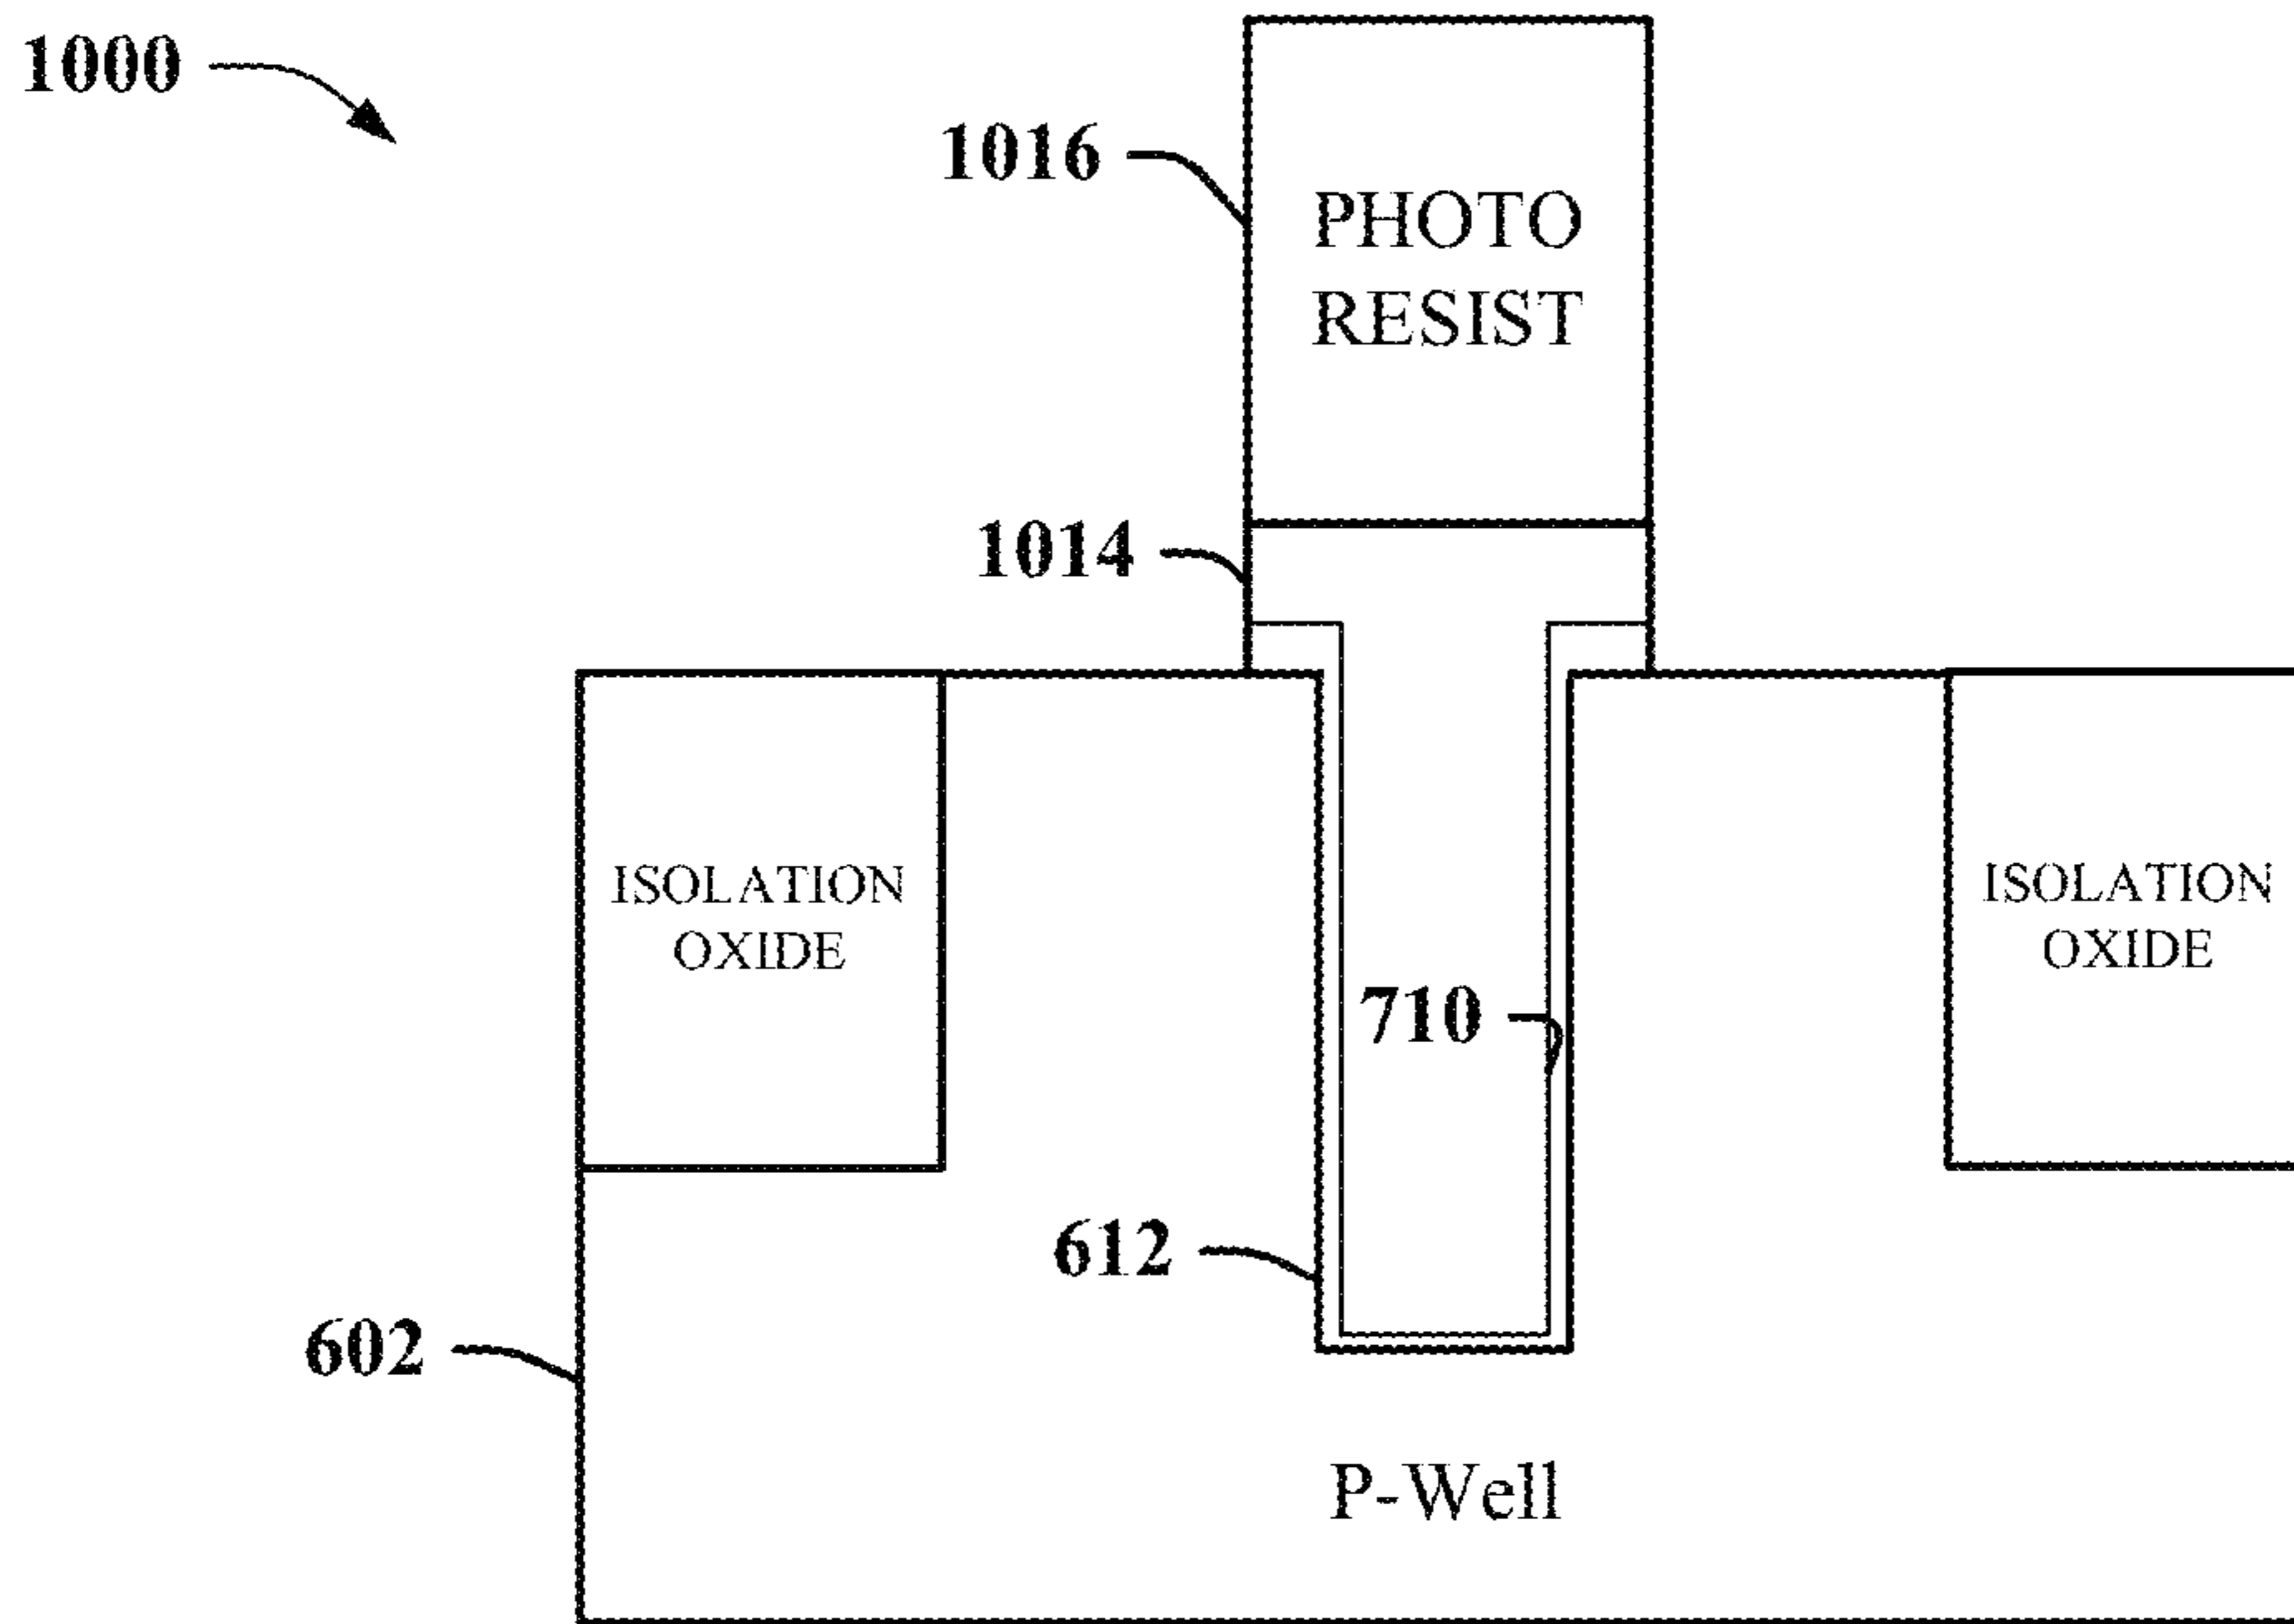 1000
1016
PHOTO
RESIST
1014
ISOLATION
OXIDE
ISOLATION
OXIDE
710
612
602
P-Well